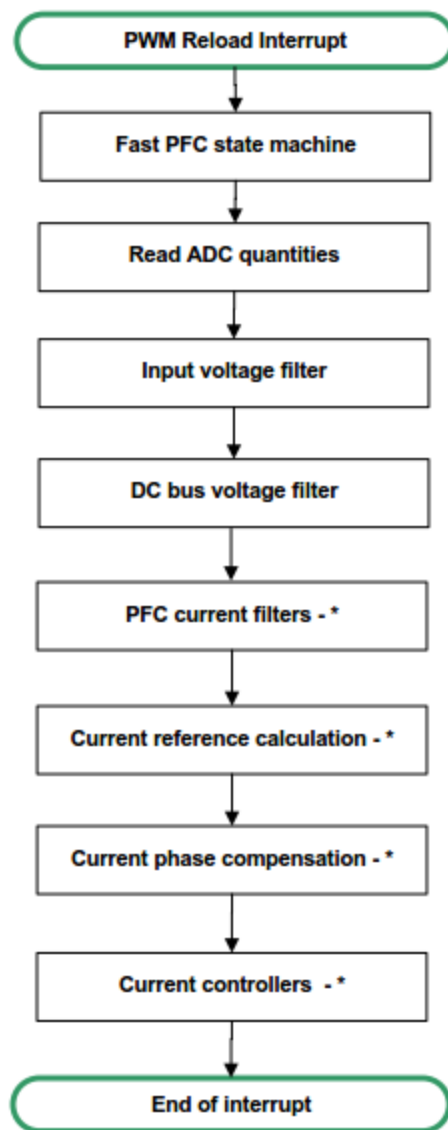 PWM Reload Interrupt
Fast PFC state machine
Read ADC quantities
Input voltage filter
DC bus voltage filter
PFC current filters - *
Current reference calculation - *
Current phase compensation - *
Current controllers  - *
End of interrupt